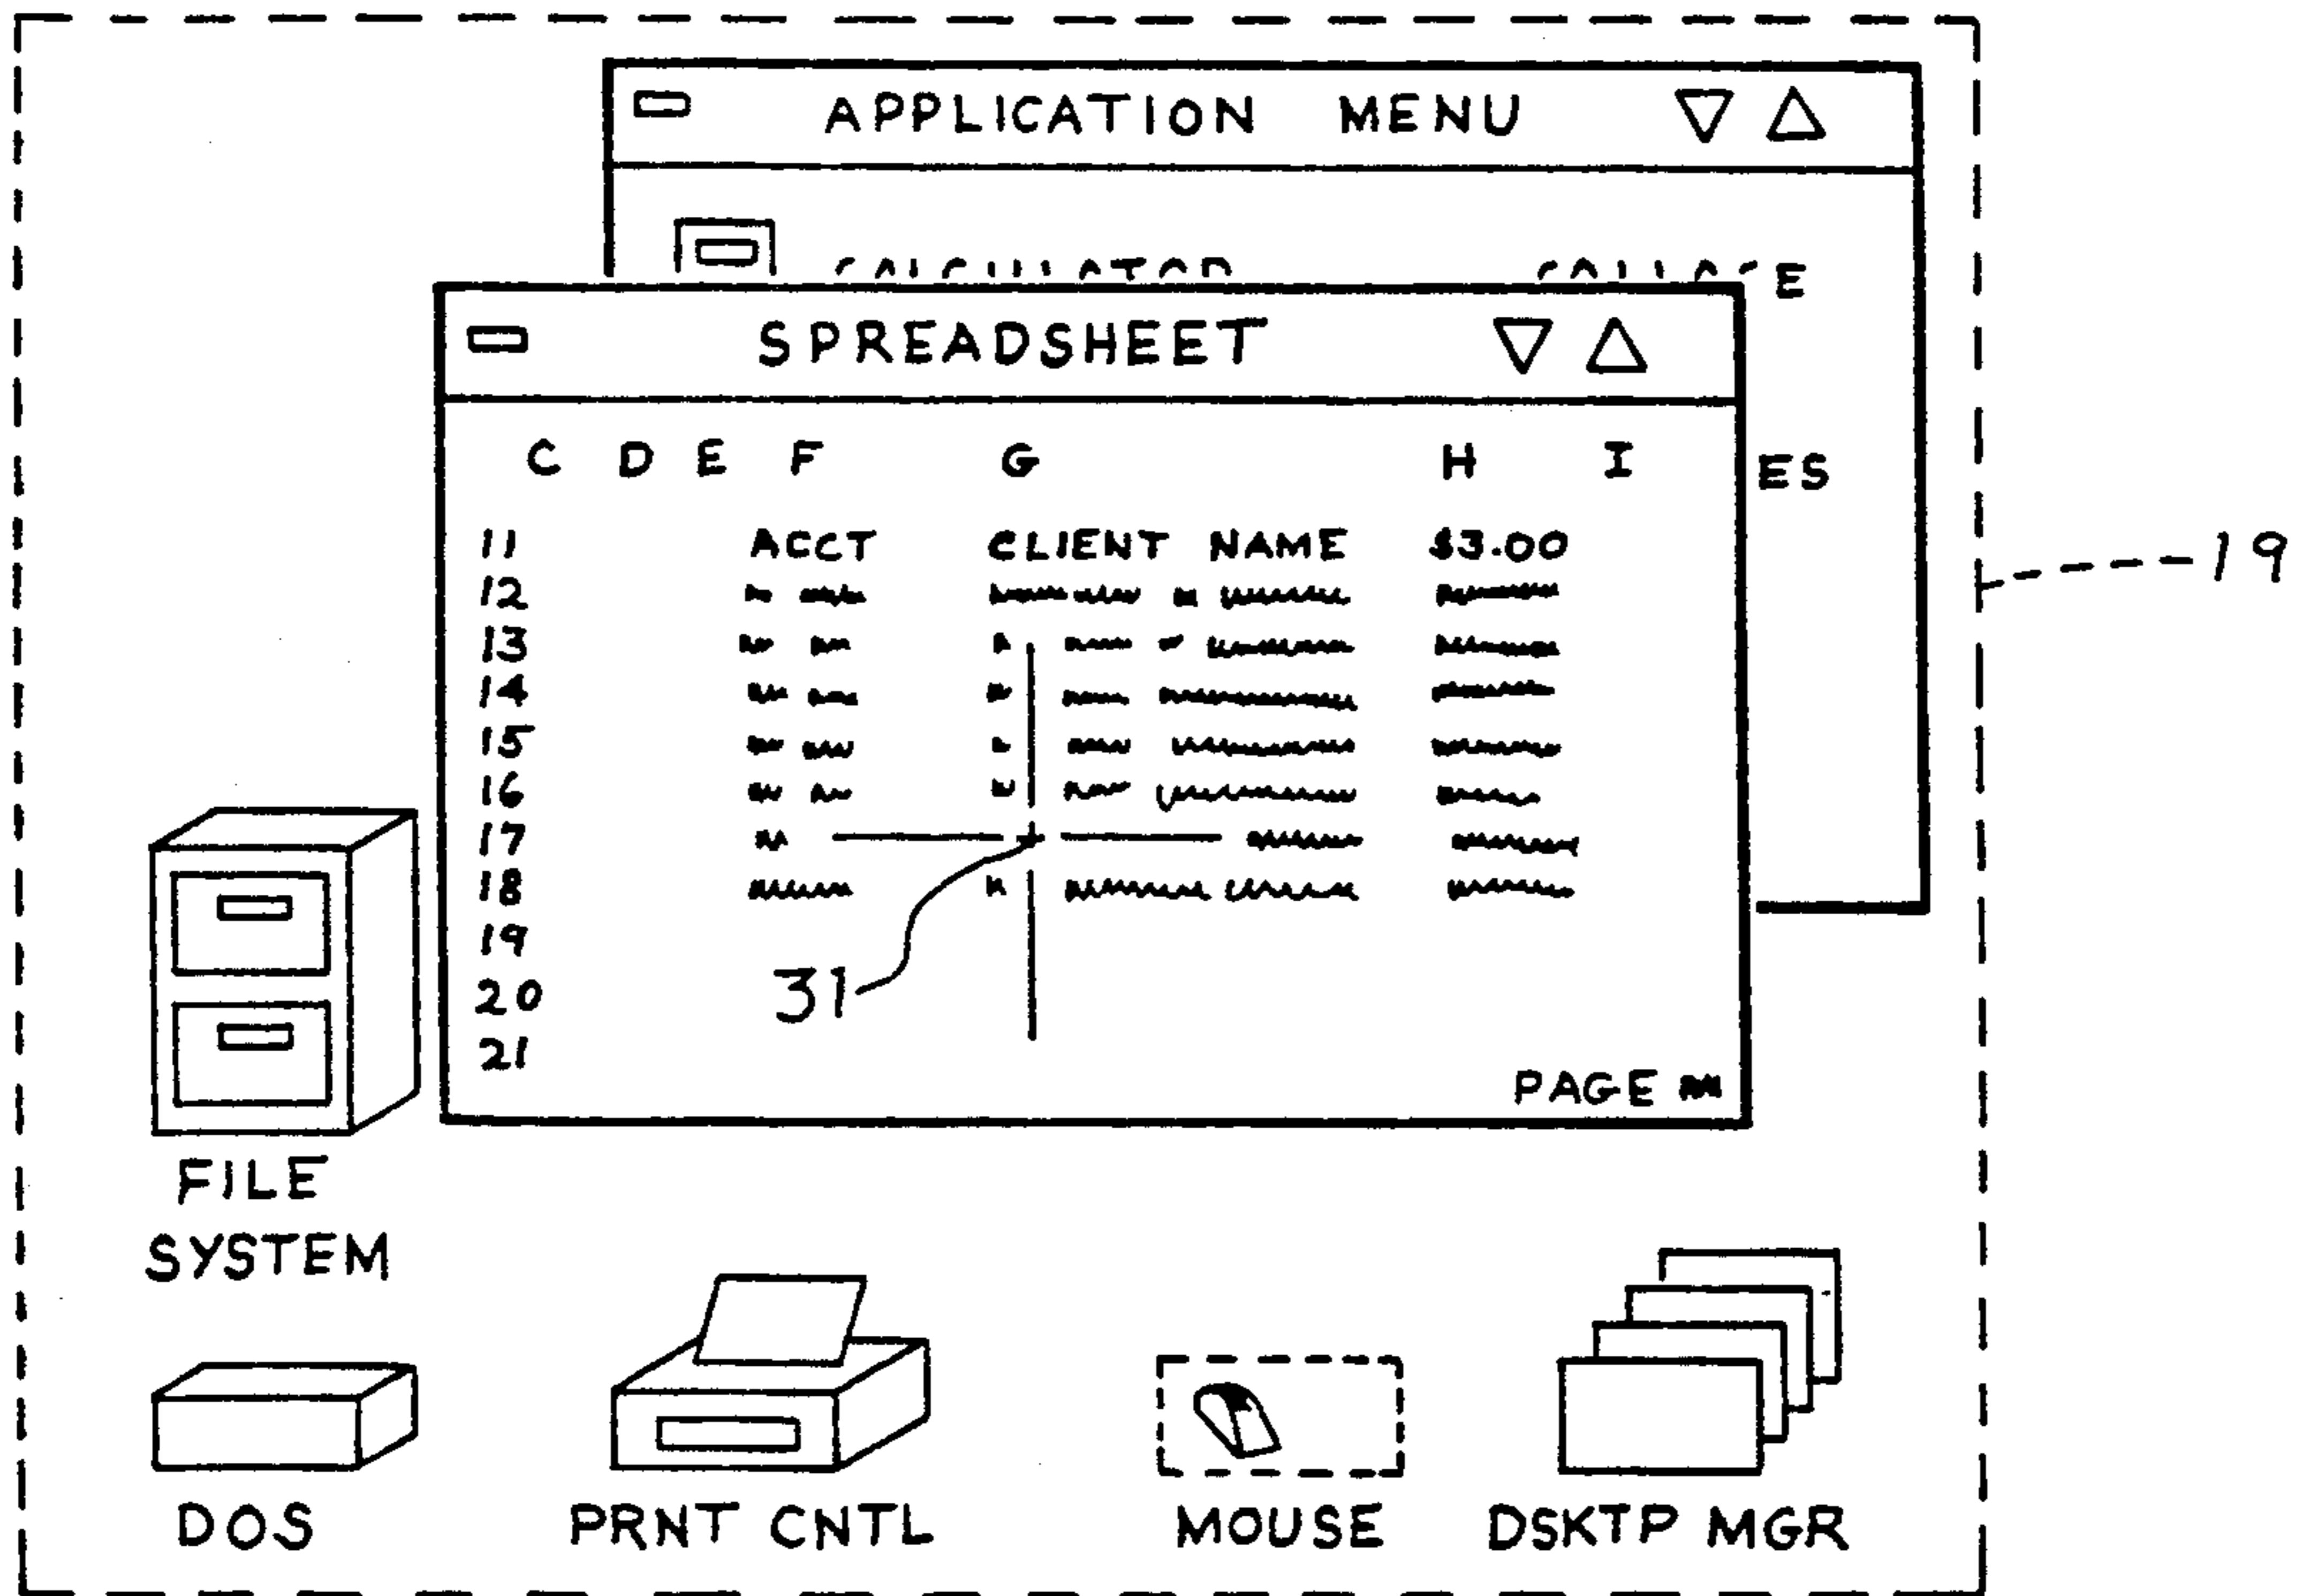 APPLICATION MENU
CALCULATOR E
SPREADSHEET
C D E F G H I ES
11 ACCT CLIENT NAME $3.00
19
12
13
14
15
16
17
18
19
31
20
21
PAGE
FILE
SYSTEM
DOS PRNT CNTL MOUSE DSKTP MGR